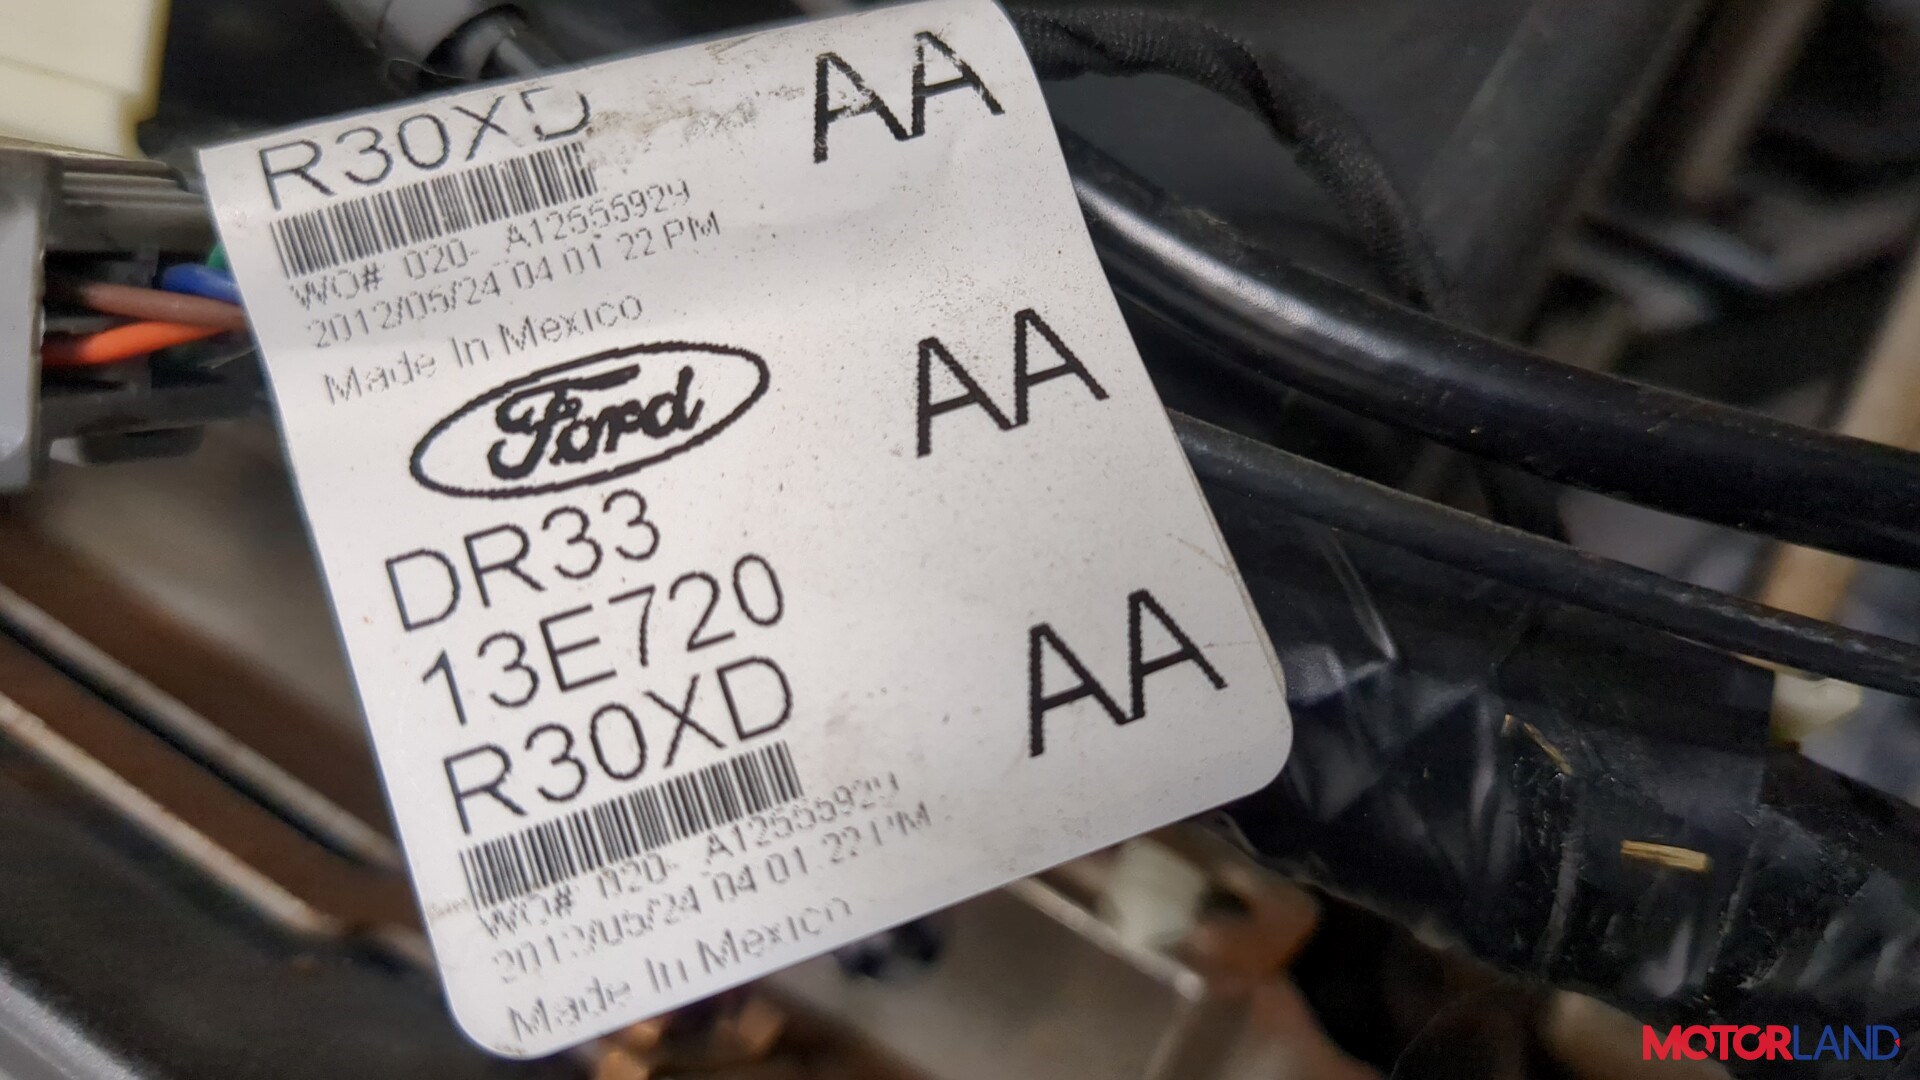 R30XD AA
WO# 020- A12555929
2012/05/24 04 01 22 PM
Made In Mexico
Ford AA
DR33
13E720
R30XD AA
WO# 020- A12555929
2012/05/24 04 01 22 PM
Made In Mexico
MOTORLAND